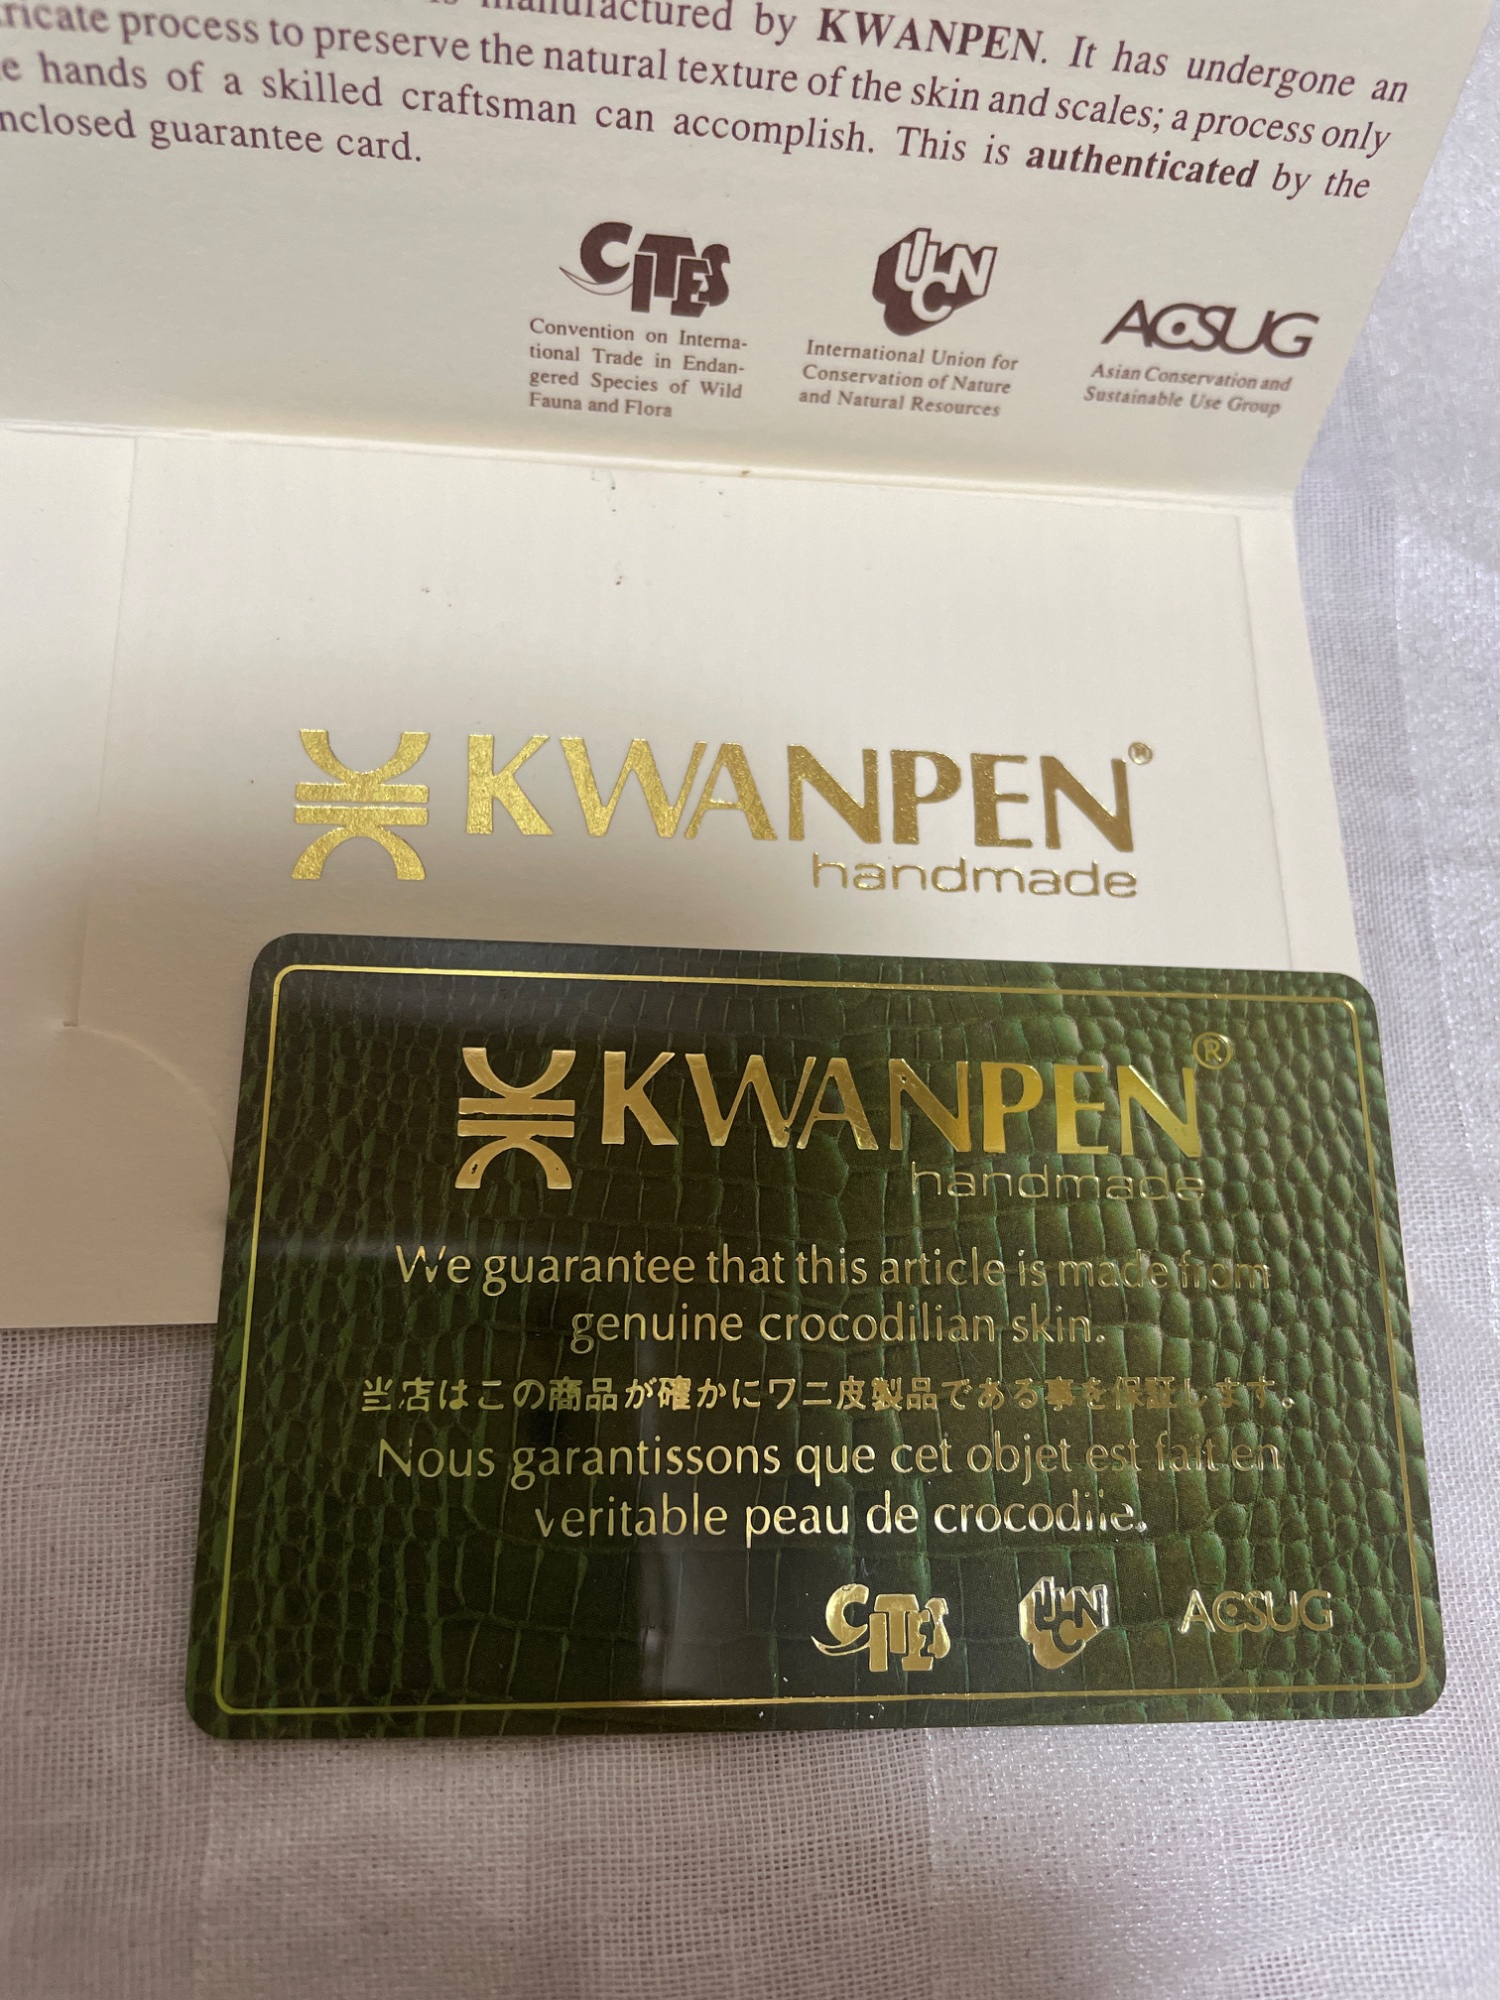 manufactured by KWANPEN. It has undergone an
process to preserve the natural texture of the skin and scales; a process only
hands of a skilled craftsman can accomplish. This is authenticated by the
guarantee card.
CITES
Convention on Interna-
tional Trade in Endan-
gered Species of Wild
Fauna and Flora
IUCN
International Union for
Conservation of Nature
and Natural Resources
ACSUG
Asian Conservation and
Sustainable Use Group
KWANPEN®
handmade
KWANPEN®
handmade
We guarantee that this article is made from
genuine crocodilian skin.
当店はこの商品が確かにワニ皮製品である事を保証します。
Nous garantissons que cet objet est fait en
veritable peau de crocodile.
CITES IUCN ACSUG